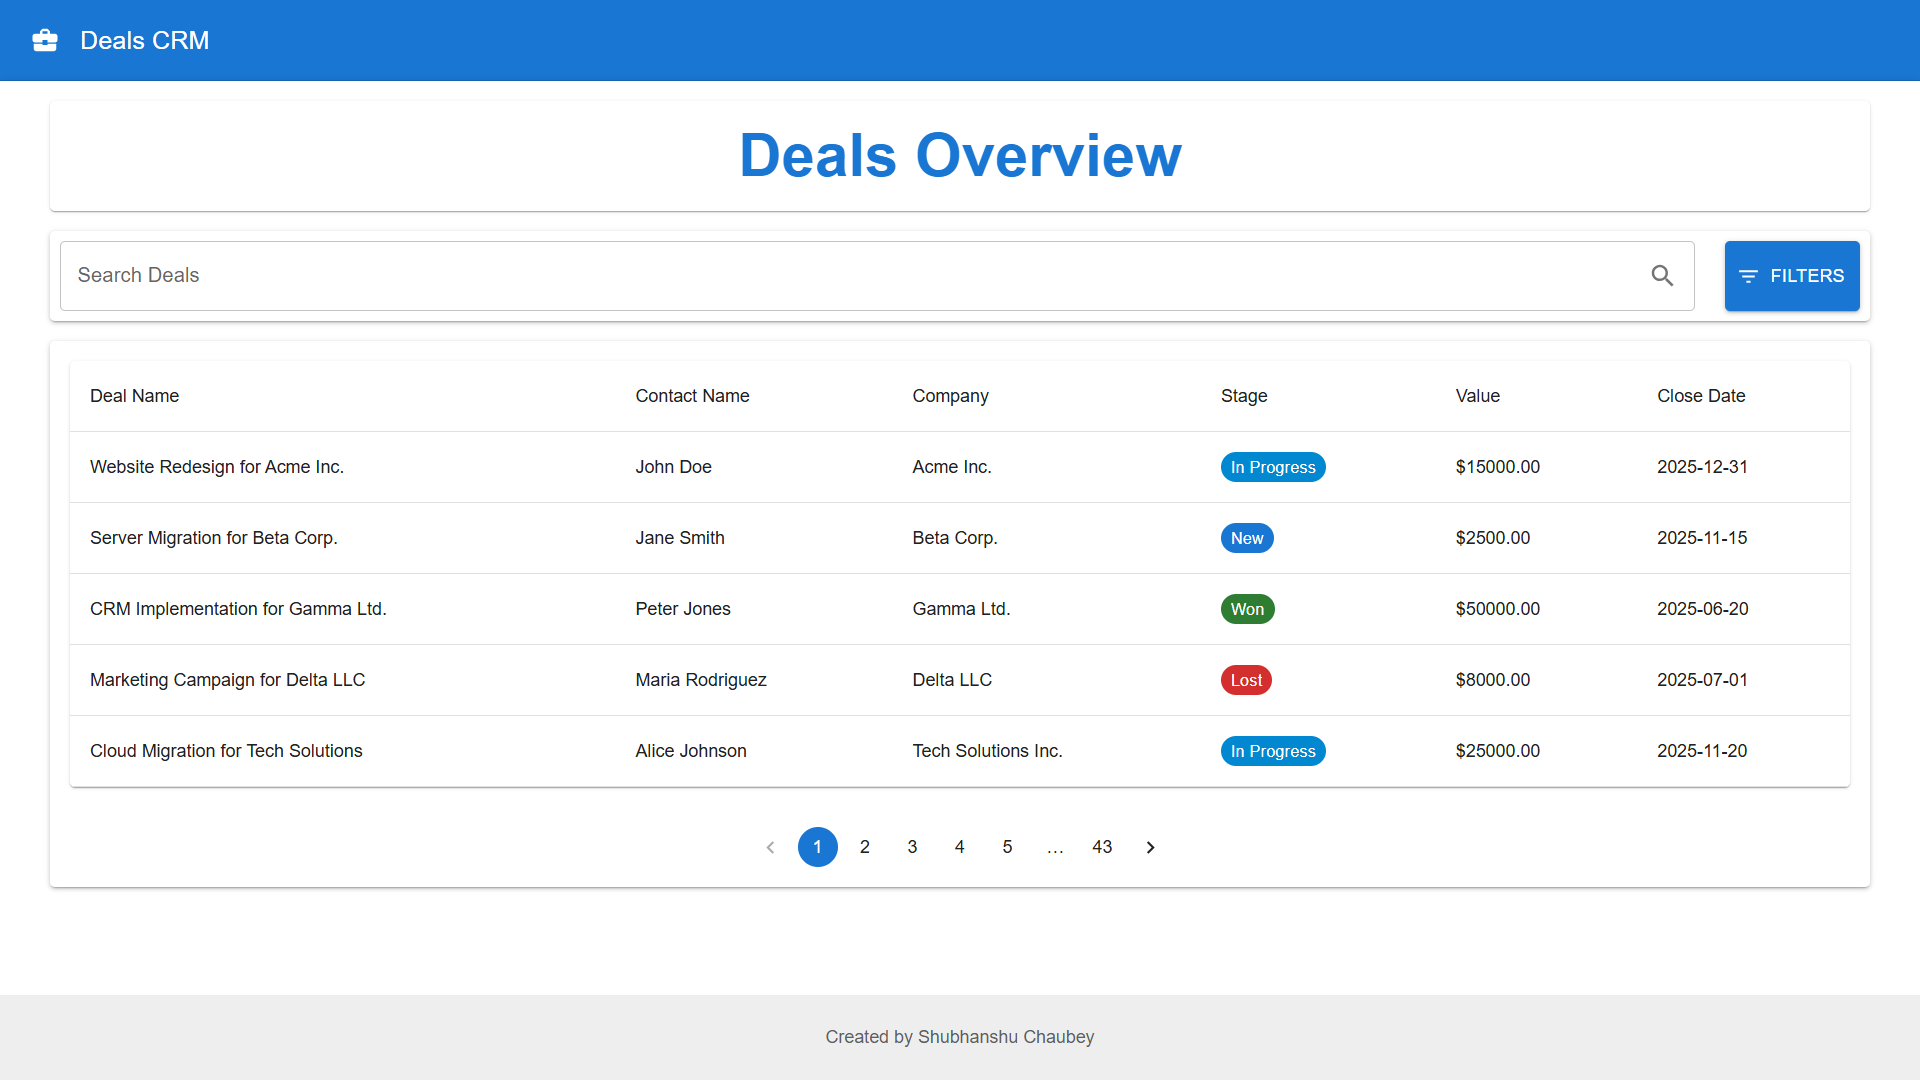 Deals CRM
Deals Overview
Search Deals
FILTERS
Deal Name Contact Name Company Stage Value Close Date
Website Redesign for Acme Inc. John Doe Acme Inc. In Progress $15000.00 2025-12-31
Server Migration for Beta Corp. Jane Smith Beta Corp. New $2500.00 2025-11-15
CRM Implementation for Gamma Ltd. Peter Jones Gamma Ltd. Won $50000.00 2025-06-20
Marketing Campaign for Delta LLC Maria Rodriguez Delta LLC Lost $8000.00 2025-07-01
Cloud Migration for Tech Solutions Alice Johnson Tech Solutions Inc. In Progress $25000.00 2025-11-20
1 2 3 4 5 … 43
Created by Shubhanshu Chaubey